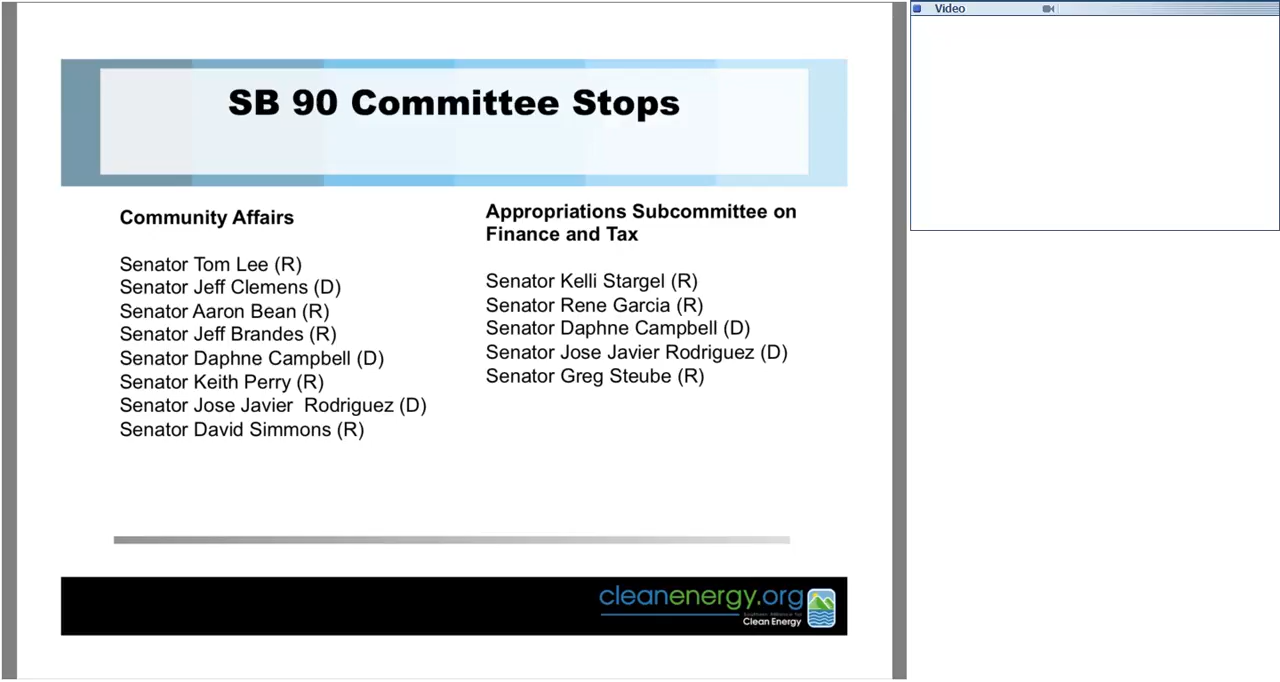 Video
SB 90 Committee Stops
Community Affairs
Senator Tom Lee (R)
Senator Jeff Clemens (D)
Senator Aaron Bean (R)
Senator Jeff Brandes (R)
Senator Daphne Campbell (D)
Senator Keith Perry (R)
Senator Jose Javier  Rodriguez (D)
Senator David Simmons (R)
Appropriations Subcommittee on
Finance and Tax
Senator Kelli Stargel (R)
Senator Rene Garcia (R)
Senator Daphne Campbell (D)
Senator Jose Javier Rodriguez (D)
Senator Greg Steube (R)
cleanenergy.org
Southern Alliance for
Clean Energy